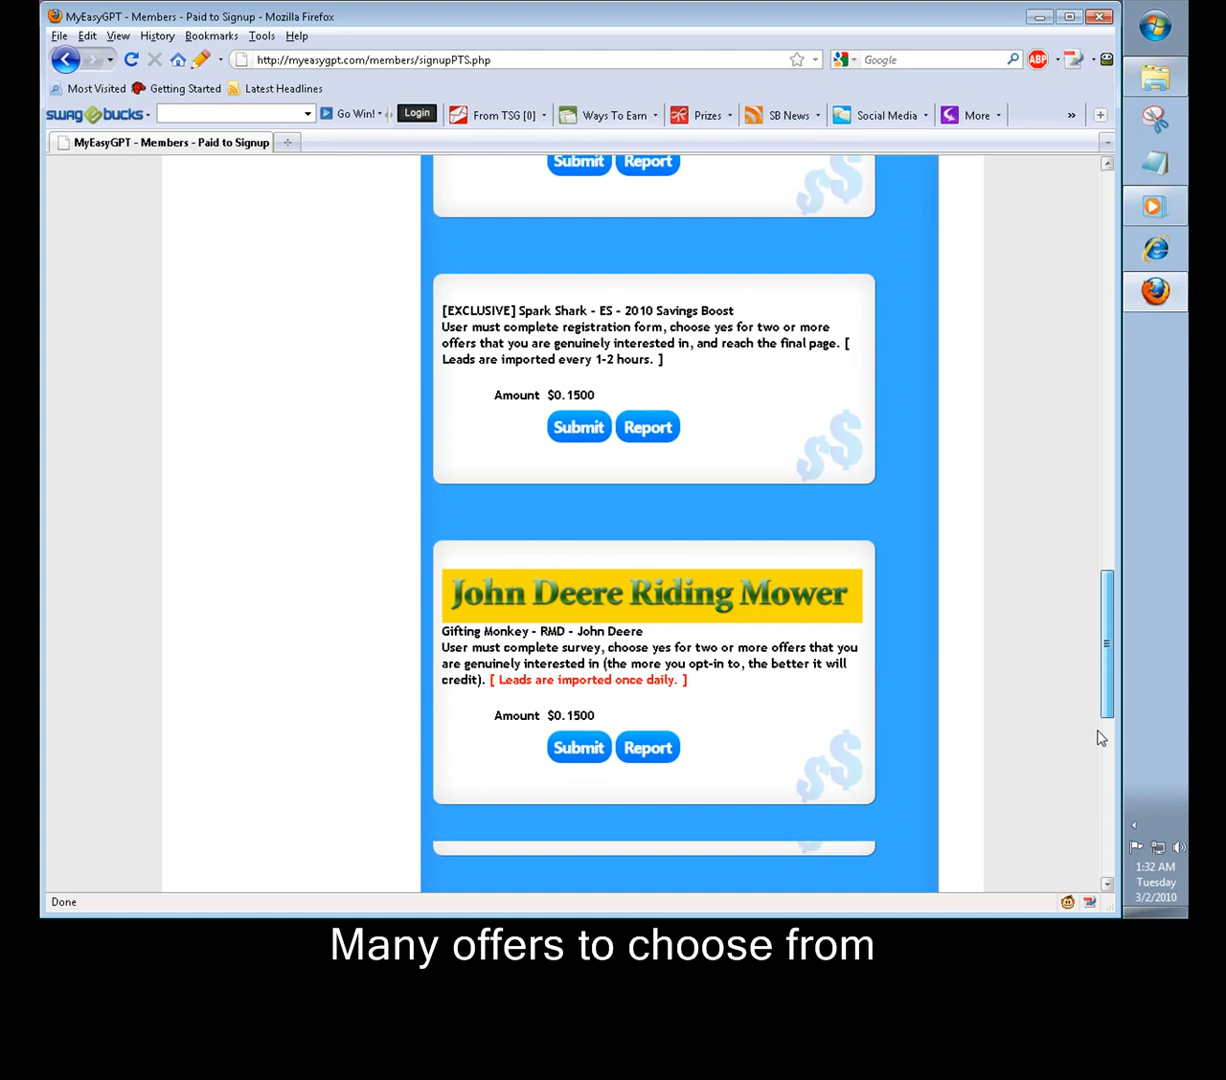 MyEasyGPT - Members - Paid to Signup - Mozilla Firefox
File Edit View History Bookmarks Tools Help
http://myeasygpt.com/members/signupPTS.php
Google
ABP
Most Visited Getting Started Latest Headlines
swagbucks Go Win! Login From TSG [0] Ways To Earn Prizes SB News Social Media More »
MyEasyGPT - Members - Paid to Signup
Submit Report
[EXCLUSIVE] Spark Shark - ES - 2010 Savings Boost
User must complete registration form, choose yes for two or more
offers that you are genuinely interested in, and reach the final page. [
Leads are imported every 1-2 hours. ]
Amount $0.1500
Submit Report
$$
John Deere Riding Mower
Gifting Monkey - RMD - John Deere
User must complete survey, choose yes for two or more offers that you
are genuinely interested in (the more you opt-in to, the better it will
credit). [ Leads are imported once daily. ]
Amount $0.1500
Submit Report
$$
Done
1:32 AM
Tuesday
3/2/2010
Many offers to choose from